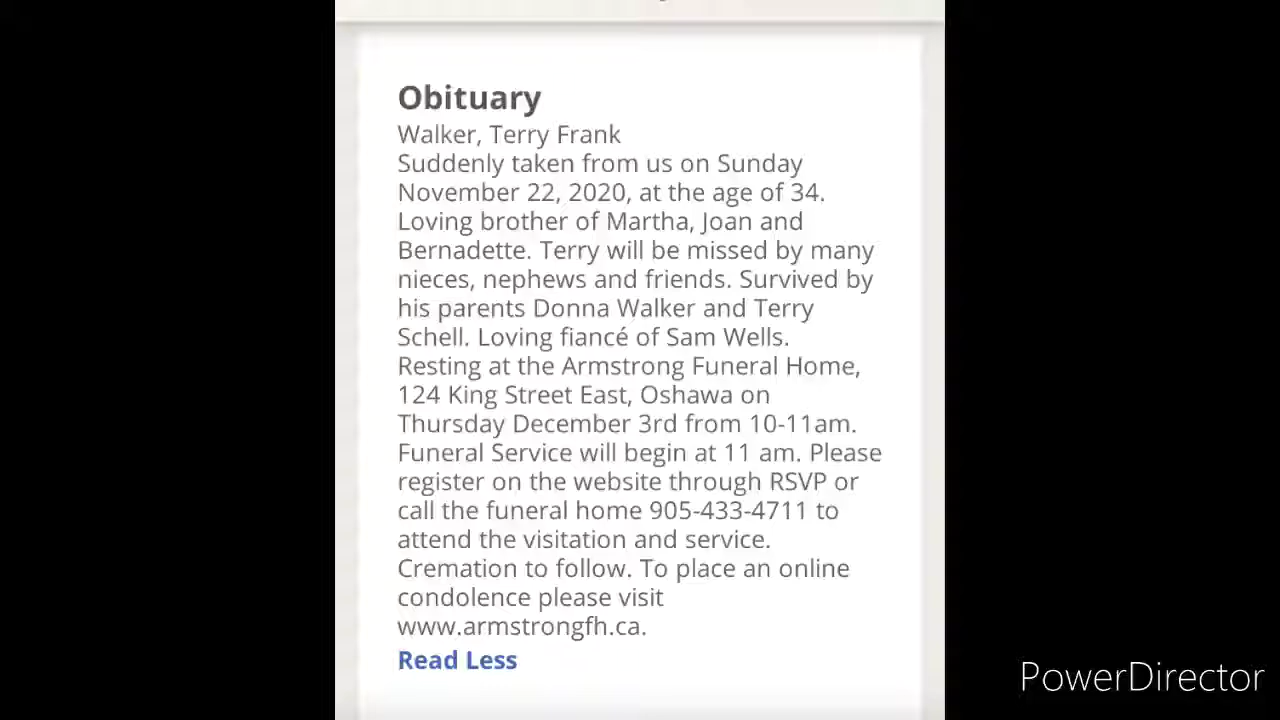 Obituary
Walker, Terry Frank
Suddenly taken from us on Sunday
November 22, 2020, at the age of 34.
Loving brother of Martha, Joan and
Bernadette. Terry will be missed by many
nieces, nephews and friends. Survived by
his parents Donna Walker and Terry
Schell. Loving fiancé of Sam Wells.
Resting at the Armstrong Funeral Home,
124 King Street East, Oshawa on
Thursday December 3rd from 10-11am.
Funeral Service will begin at 11 am. Please
register on the website through RSVP or
call the funeral home 905-433-4711 to
attend the visitation and service.
Cremation to follow. To place an online
condolence please visit
www.armstrongfh.ca.
Read Less
PowerDirector